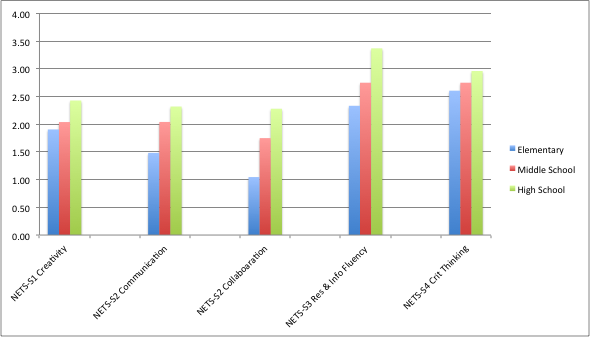 4.00
3.50
3.00
2.50
2.00
1.50
1.00
0.50
0.00
NETS-S1 Creativity
NETS-S2 Communication
NETS-S2 Collaboaration
NETS-S3 Res & Info Fluency
NETS-S4 Cnt Thinking
Elementary
Middle School
High School